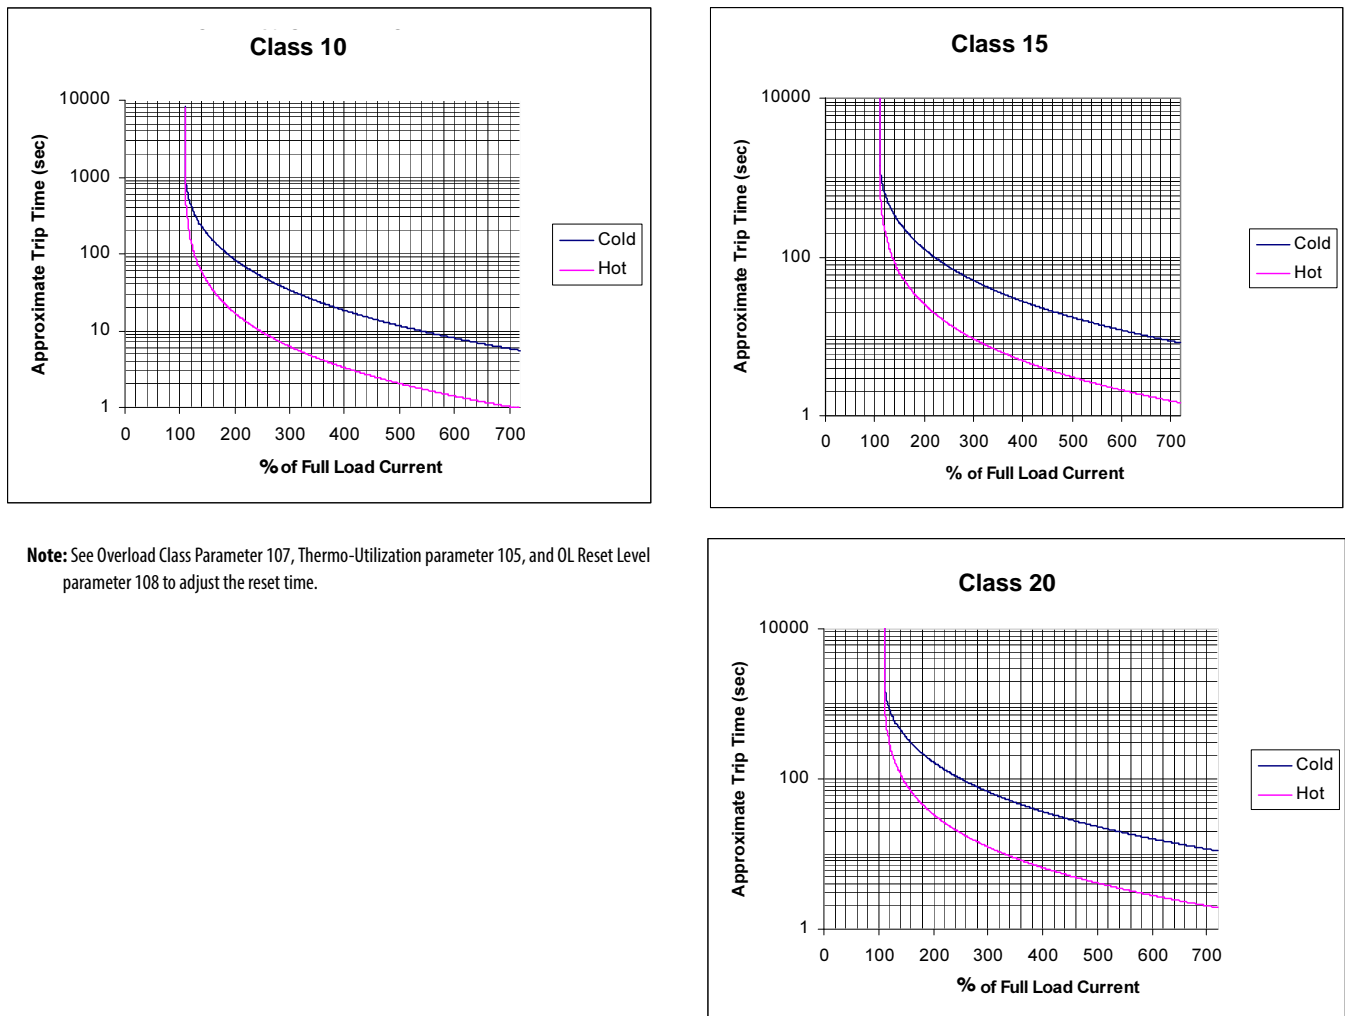 Class 10
10000
1000
100
10
1
0 100 200 300 400 500 600 700
Approximate Trip Time (sec)
% of Full Load Current
Cold
Hot
Class 15
10000
100
1
0 100 200 300 400 500 600 700
Approximate Trip Time (sec)
% of Full Load Current
Cold
Hot
Note: See Overload Class Parameter 107, Thermo-Utilization parameter 105, and OL Reset Level
parameter 108 to adjust the reset time.
Class 20
10000
100
1
0 100 200 300 400 500 600 700
Approximate Trip Time (sec)
% of Full Load Current
Cold
Hot